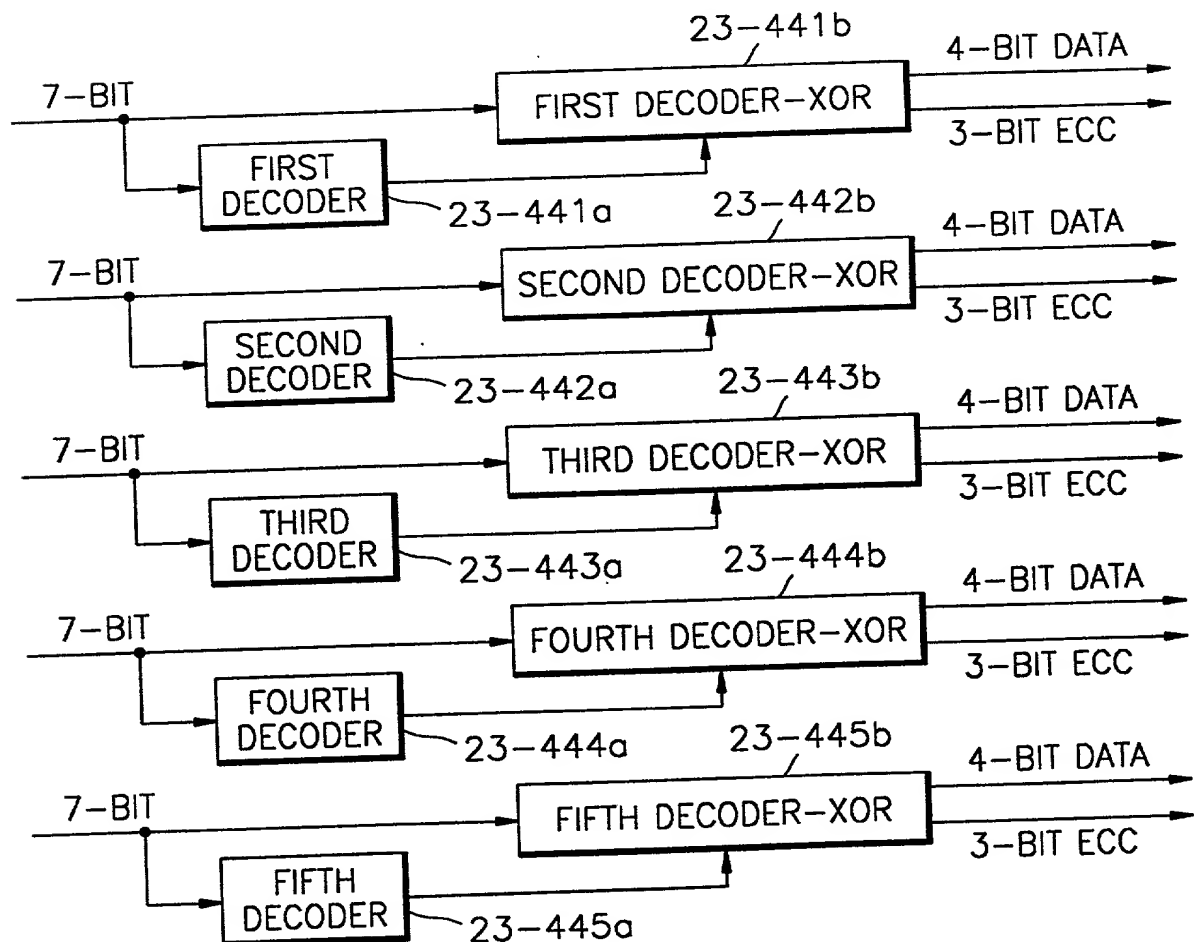 23-441b
4-BIT DATA
7-BIT
FIRST DECODER-XOR
3-BIT ECC
FIRST
DECODER
23-441a
23-442b
4-BIT DATA
7-BIT
SECOND DECODER-XOR
3-BIT ECC
SECOND
DECODER
23-442a
23-443b
4-BIT DATA
7-BIT
THIRD DECODER-XOR
3-BIT ECC
THIRD
DECODER
23-443a
23-444b
4-BIT DATA
7-BIT
FOURTH DECODER-XOR
3-BIT ECC
FOURTH
DECODER
23-444a
23-445b
4-BIT DATA
7-BIT
FIFTH DECODER-XOR
3-BIT ECC
FIFTH
DECODER
23-445a